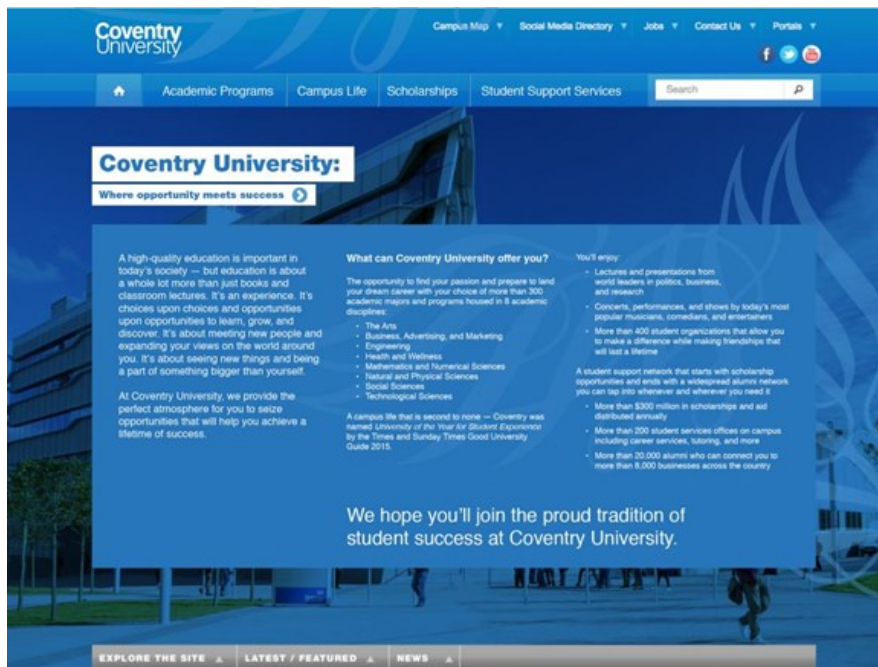 Coventry
University
Campus Map
Social Media Directory
Jobs
Contact Us
Portals
f
You
Academic Programs
Campus Life
Scholarships
Student Support Services
Search
Coventry University:
Where opportunity meets success
A high-quality education is important in
today's society — but education is about
a whole lot more than just books and
classroom lectures. It's an experience. It's
choices upon choices and opportunities
upon opportunities to learn, grow, and
discover. It's about meeting new people and
expanding your views on the world around
you. It's about seeing new things and being
a part of something bigger than yourself.
At Coventry University, we provide the
perfect atmosphere for you to seize
opportunities that will help you achieve a
lifetime of success.
What can Coventry University offer you?
The opportunity to find your passion and prepare to land
your dream career with your choice of more than 300
academic majors and programs housed in 8 academic
disciplines:
• The Arts
• Business, Advertising, and Marketing
• Engineering
• Health and Wellness
• Mathematics and Numerical Sciences
• Natural and Physical Sciences
• Social Sciences
• Technological Sciences
A campus life that is second to none — Coventry was
named University of the Year for Student Experience
by the Times and Sunday Times Good University
Guide 2015.
You'll enjoy:
• Lectures and presentations from
world leaders in politics, business,
and research
• Concerts, performances, and shows by today's most
popular musicians, comedians, and entertainers
• More than 400 student organizations that allow you
to make a difference while making friendships that
will last a lifetime
A student support network that starts with scholarship
opportunities and ends with a widespread alumni network
you can tap into whenever and wherever you need it
• More than $300 million in scholarships and aid
distributed annually
• More than 200 student services offices on campus
including career services, tutoring, and more
• More than 20,000 alumni who can connect you to
more than 8,000 businesses across the country
We hope you'll join the proud tradition of
student success at Coventry University.
EXPLORE THE SITE
LATEST / FEATURED
NEWS